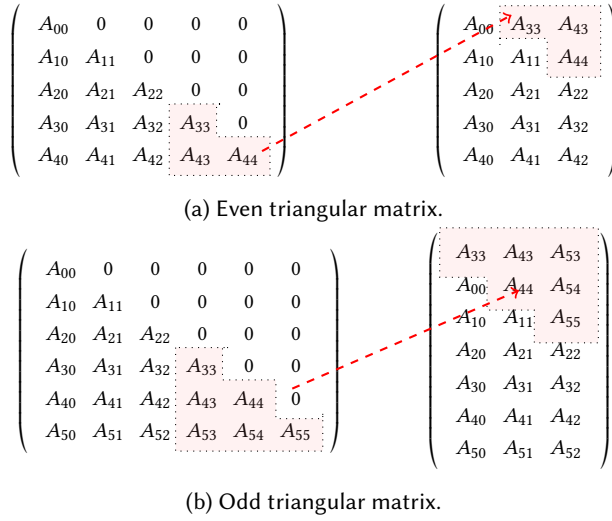 A00 0 0 0 0 A00 A33 A43
A10 A11 0 0 0 A10 A11 A44
A20 A21 A22 0 0 A20 A21 A22
A30 A31 A32 A33 0 A30 A31 A32
A40 A41 A42 A43 A44 A40 A41 A42
(a) Even triangular matrix.
A00 0 0 0 0 0
A10 A11 0 0 0 0
A20 A21 A22 0 0 0
A30 A31 A32 A33 0 0
A40 A41 A42 A43 A44 0
A50 A51 A52 A53 A54 A55
A33 A43 A53
A00 A44 A54
A10 A11 A55
A20 A21 A22
A30 A31 A32
A40 A41 A42
A50 A51 A52
(b) Odd triangular matrix.